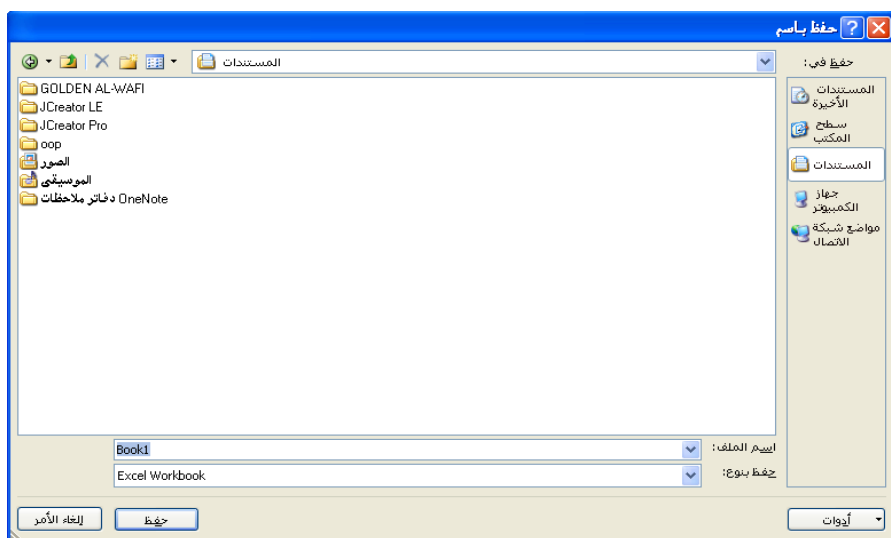 حفظ باسم
حفظ في:
المستندات
المستندات الأخيرة
سطح المكتب
المستندات
جهاز الكمبيوتر
مواضع شبكة الاتصال
GOLDEN AL-WAFI
JCreator LE
JCreator Pro
oop
الصور
الموسيقى
دفاتر ملاحظات OneNote
اسم الملف:
Book1
حفظ بنوع:
Excel Workbook
أدوات
حفظ
إلغاء الأمر